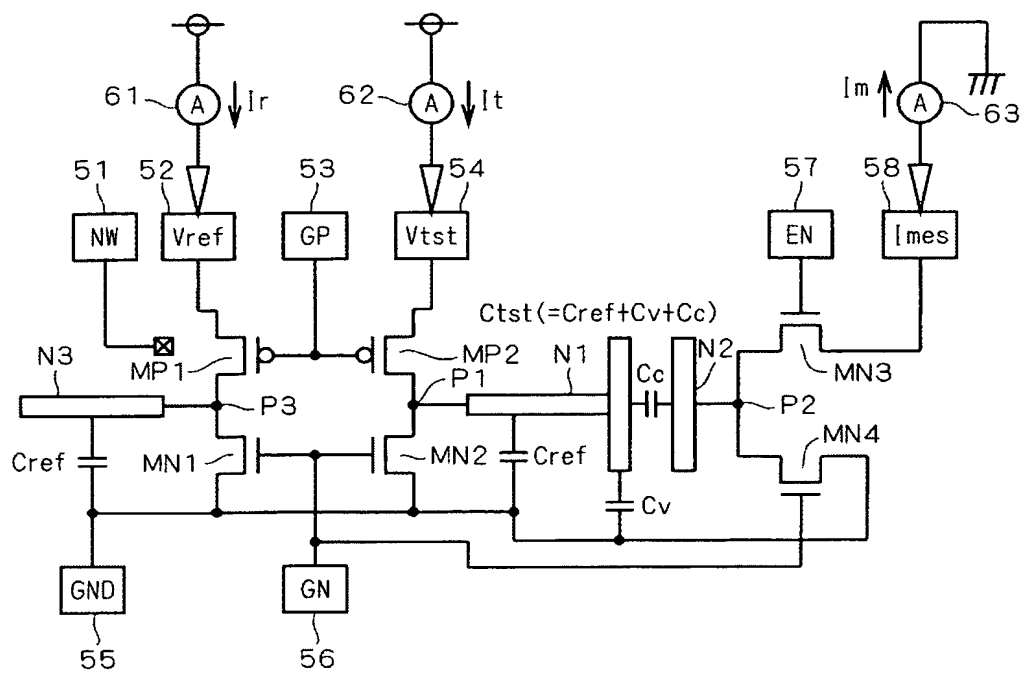 61 A Ir
62 A It
Im A 63
51 52 53 54 57 58
NW Vref GP Vtst EN Imes
Ctst(=Cref+Cv+Cc)
MP1 MP2 N1 Cc N2 MN3
N3 P3 P1 P2
Cref MN1 MN2 Cref MN4
Cv
GND GN
55 56